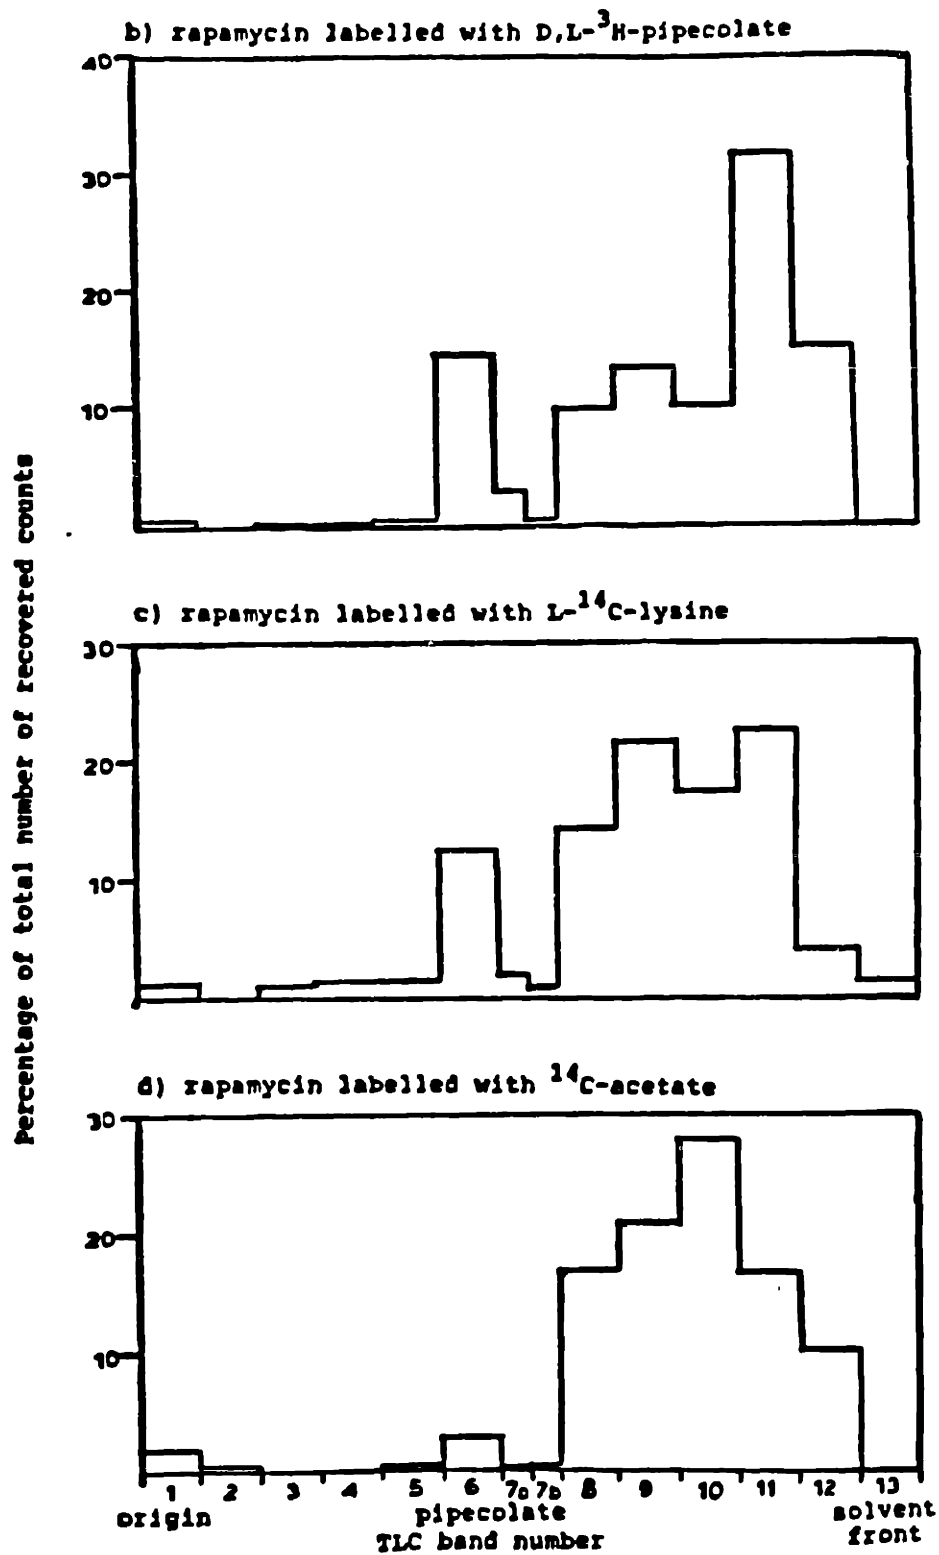 b) rapamycin labelled with D,L-³H-pipecolate
40
30
20
10
Percentage of total number of recovered counts
c) rapamycin labelled with L-¹⁴C-lysine
30
20
10
d) rapamycin labelled with ¹⁴C-acetate
30
20
10
1 2 3 4 5 6 7a 7b 8 9 10 11 12 13
origin pipecolate solvent front
TLC band number